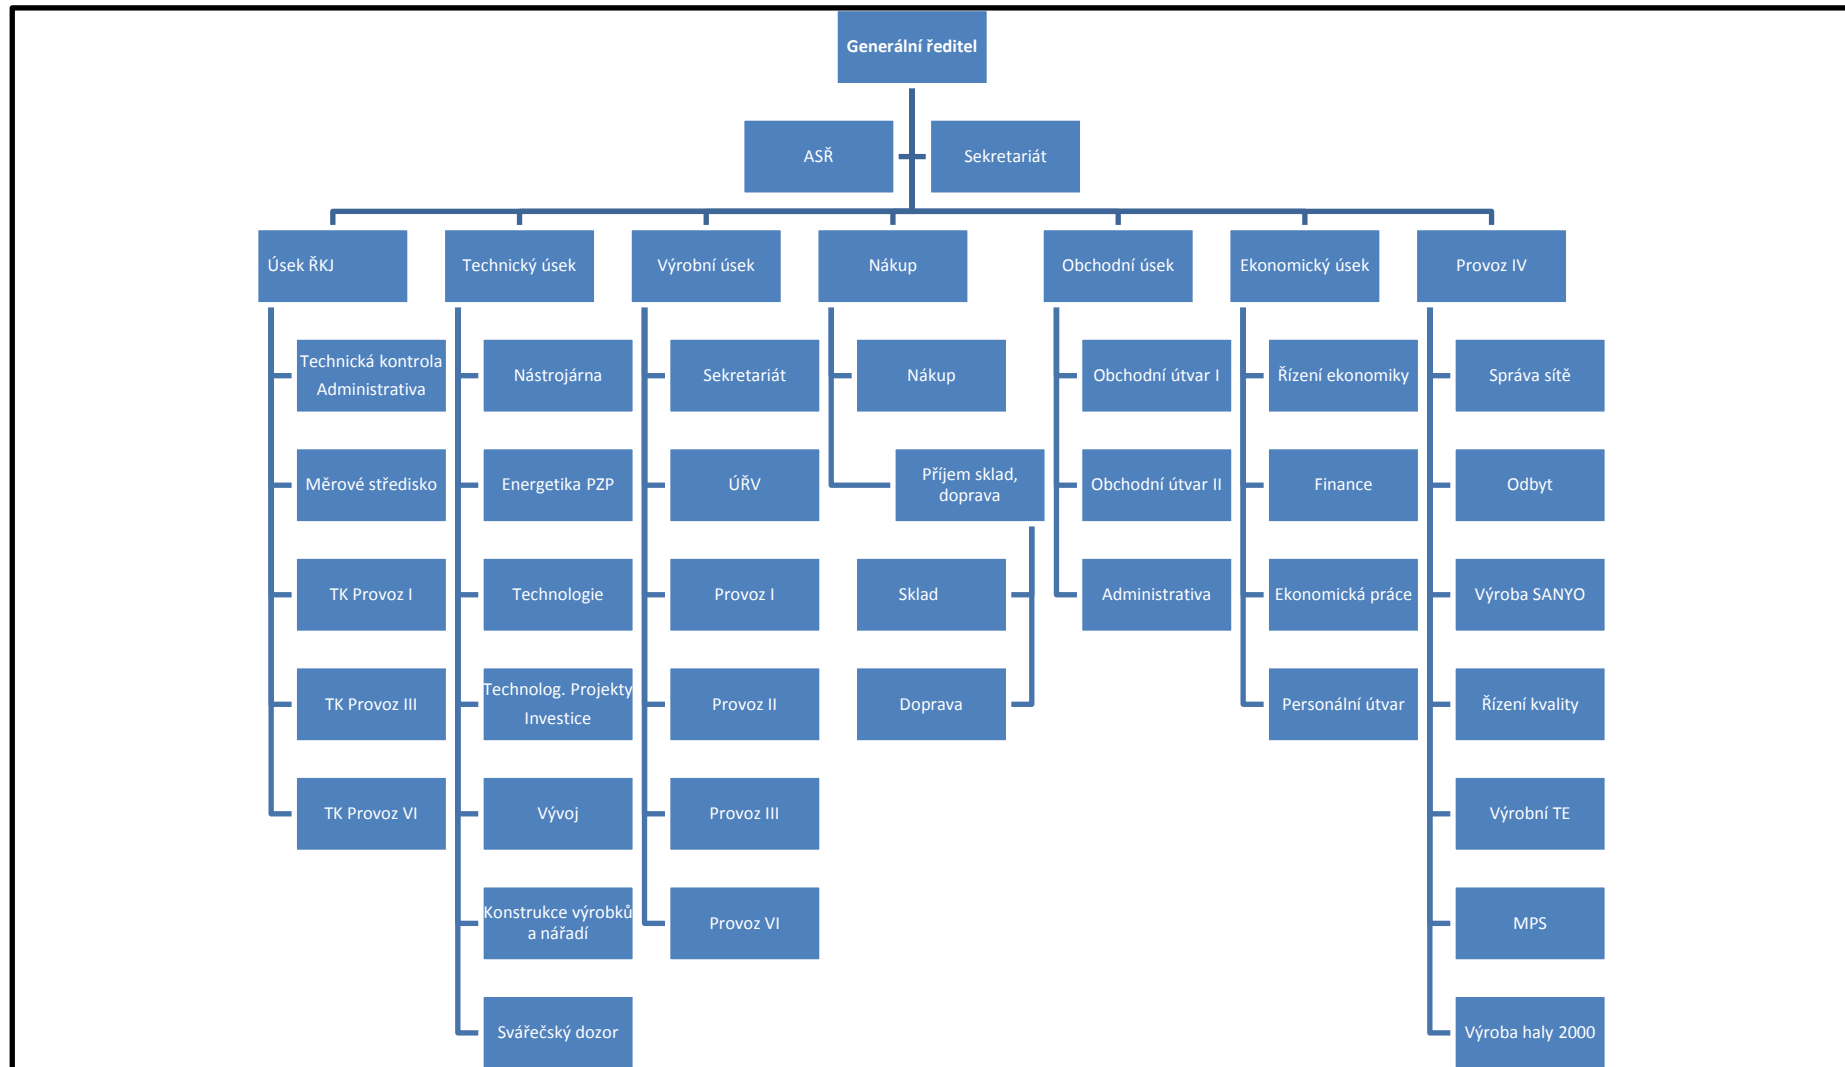 Generální ředitel
ASŘ
Sekretariát
Úsek ŘKJ
Technický úsek
Výrobní úsek
Nákup
Obchodní úsek
Ekonomický úsek
Provoz IV
Technická kontrola
Administrativa
Nástrojárna
Sekretariát
Nákup
Obchodní útvar I
Řízení ekonomiky
Správa sítě
Měrové středisko
Energetika PZP
ÚŘV
Příjem sklad,
doprava
Obchodní útvar II
Finance
Odbyt
TK Provoz I
Technologie
Provoz I
Sklad
Administrativa
Ekonomická práce
Výroba SANYO
TK Provoz III
Technolog. Projekty
Investice
Provoz II
Doprava
Personální útvar
Řízení kvality
TK Provoz VI
Vývoj
Provoz III
Výrobní TE
Konstrukce výrobků
a nářadí
Provoz VI
MPS
Svářečský dozor
Výroba haly 2000